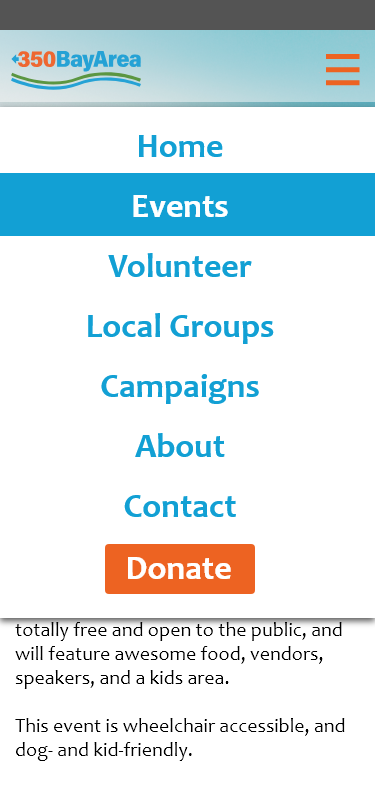 350BayArea
Home
Events
Volunteer
Local Groups
Campaigns
About
Contact
Donate
totally free and open to the public, and
will feature awesome food, vendors,
speakers, and a kids area.
This event is wheelchair accessible, and
dog- and kid-friendly.